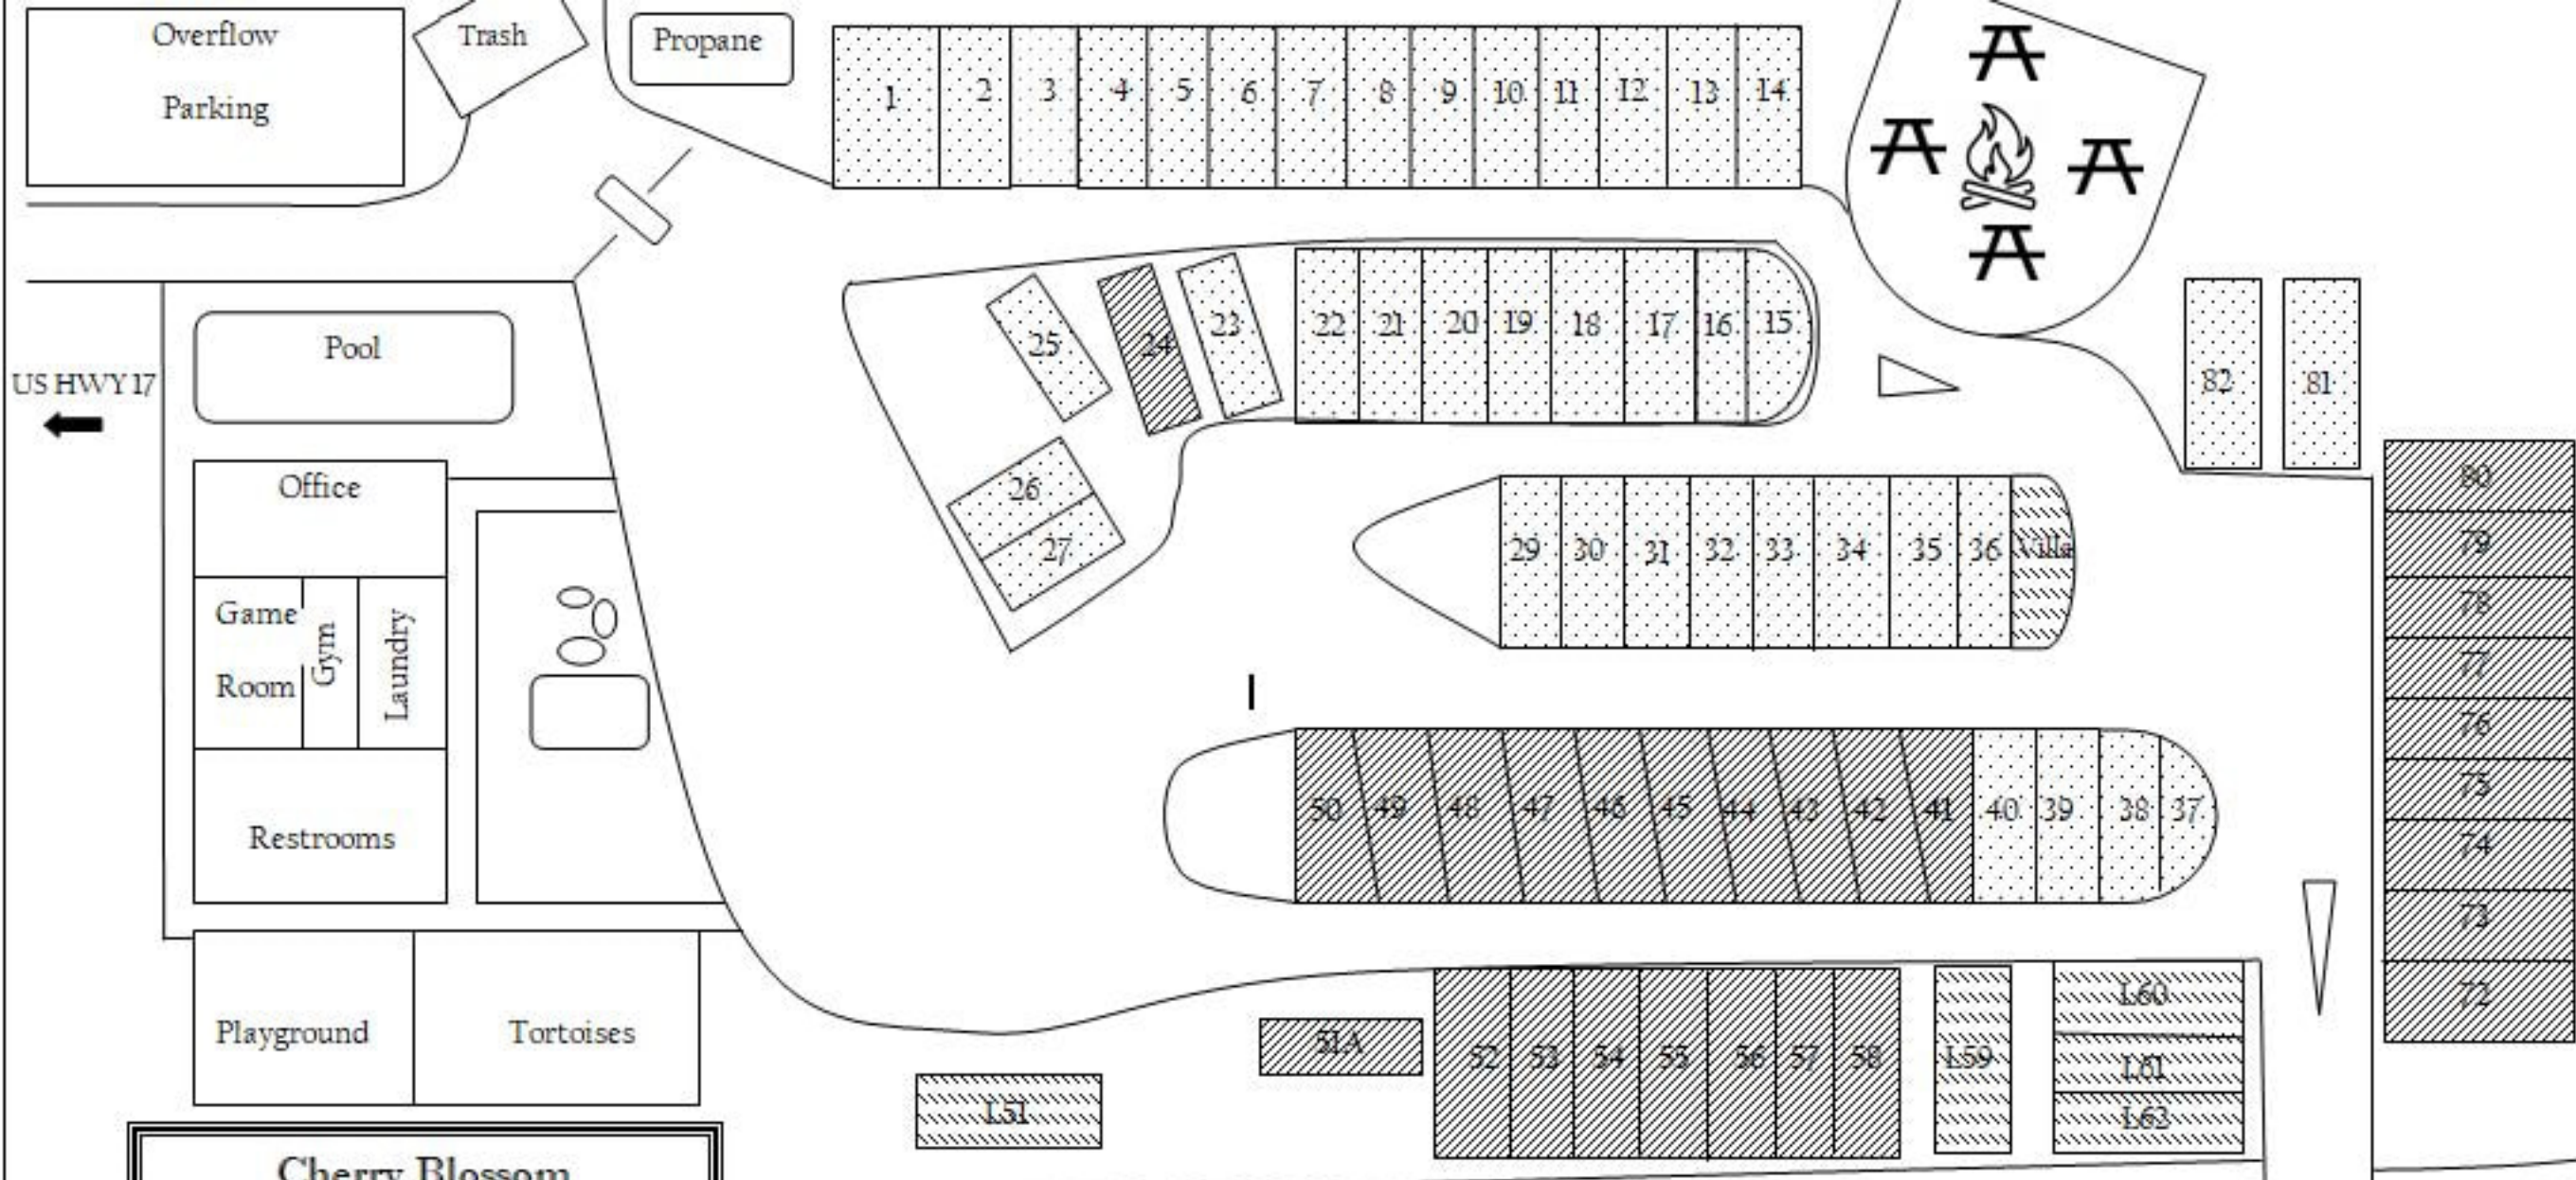 Overflow
Parking
Trash
Propane
1 2 3 4 5 6 7 8 9 10 11 12 13 14
US HWY 17
Pool
25 24 23 22 21 20 19 18 17 16 15
82 81
26
27
Office
Game
Room
Gym
Laundry
Restrooms
29 30 31 32 33 34 35 36 Villa
50 49 48 47 46 45 44 43 42 41 40 39 38 37
80
79
78
77
76
75
74
73
72
Playground
Tortoises
L51
51A
52 53 54 55 56 57 58
L59
L60
L61
L62
Cherry Blossom